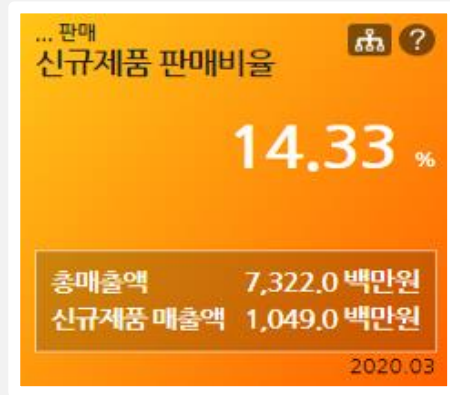 ... 판매
신규제품 판매비율
?
14.33 %
총매출액 7,322.0 백만원
신규제품 매출액 1,049.0 백만원
2020.03